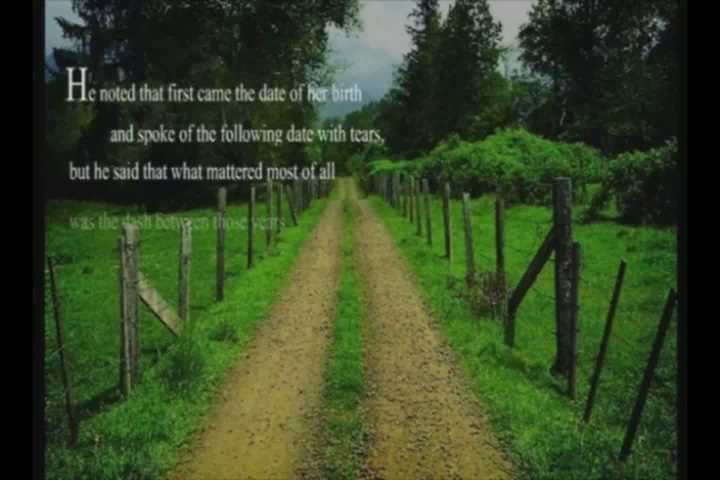 He noted that first came the date of her birth
and spoke of the following date with tears,
but he said that what mattered most of all
was the dash between those years